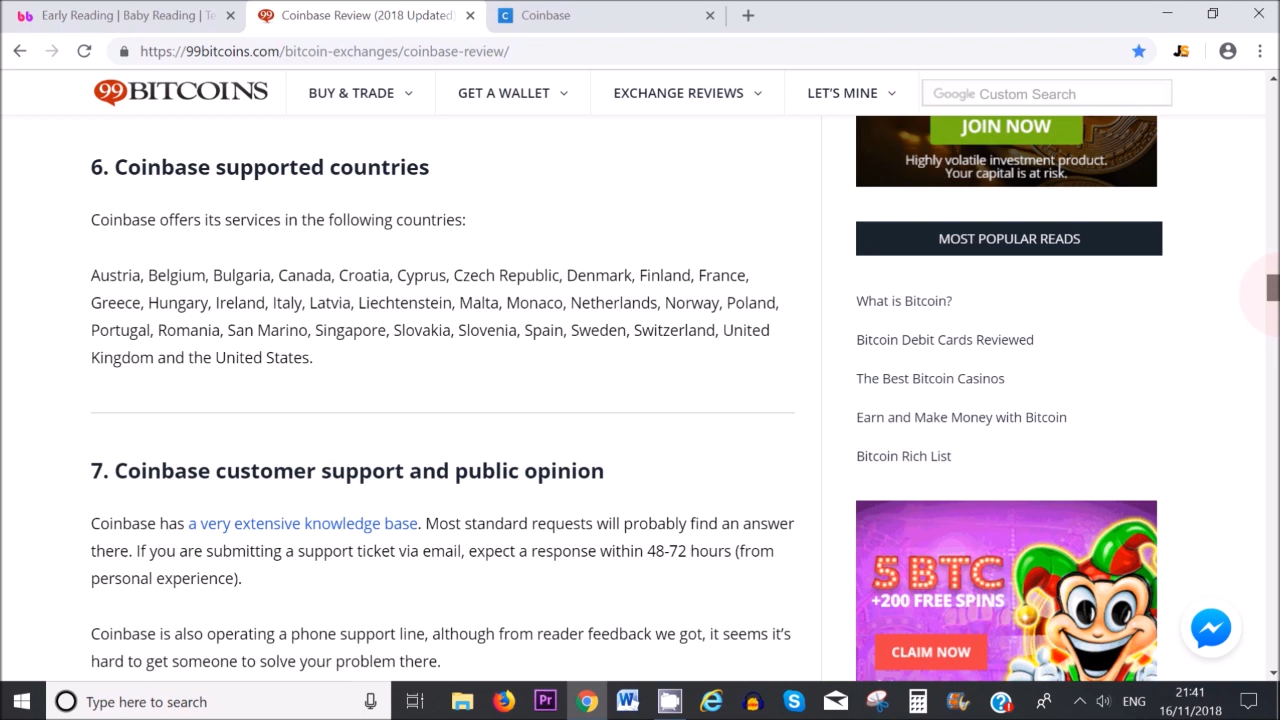 Early Reading | Baby Reading | Te
Coinbase Review (2018 Updated)
Coinbase
https://99bitcoins.com/bitcoin-exchanges/coinbase-review/
JS
99BITCOINS
BUY & TRADE
GET A WALLET
EXCHANGE REVIEWS
LET'S MINE
Google Custom Search
6. Coinbase supported countries
Coinbase offers its services in the following countries:
Austria, Belgium, Bulgaria, Canada, Croatia, Cyprus, Czech Republic, Denmark, Finland, France,
Greece, Hungary, Ireland, Italy, Latvia, Liechtenstein, Malta, Monaco, Netherlands, Norway, Poland,
Portugal, Romania, San Marino, Singapore, Slovakia, Slovenia, Spain, Sweden, Switzerland, United
Kingdom and the United States.
7. Coinbase customer support and public opinion
Coinbase has a very extensive knowledge base. Most standard requests will probably find an answer
there. If you are submitting a support ticket via email, expect a response within 48-72 hours (from
personal experience).
Coinbase is also operating a phone support line, although from reader feedback we got, it seems it's
hard to get someone to solve your problem there.
JOIN NOW
Highly volatile investment product.
Your capital is at risk.
MOST POPULAR READS
What is Bitcoin?
Bitcoin Debit Cards Reviewed
The Best Bitcoin Casinos
Earn and Make Money with Bitcoin
Bitcoin Rich List
5 BTC
+200 FREE SPINS
CLAIM NOW
Type here to search
Pr
ENG
21:41
16/11/2018